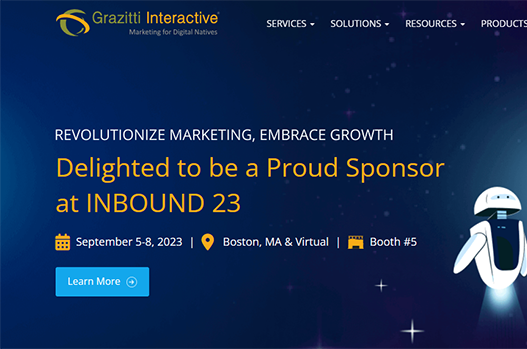 Grazitti Interactive®
Marketing for Digital Natives
SERVICES SOLUTIONS RESOURCES PRODUCTS
REVOLUTIONIZE MARKETING, EMBRACE GROWTH
Delighted to be a Proud Sponsor
at INBOUND 23
September 5-8, 2023 | Boston, MA & Virtual | Booth #5
Learn More